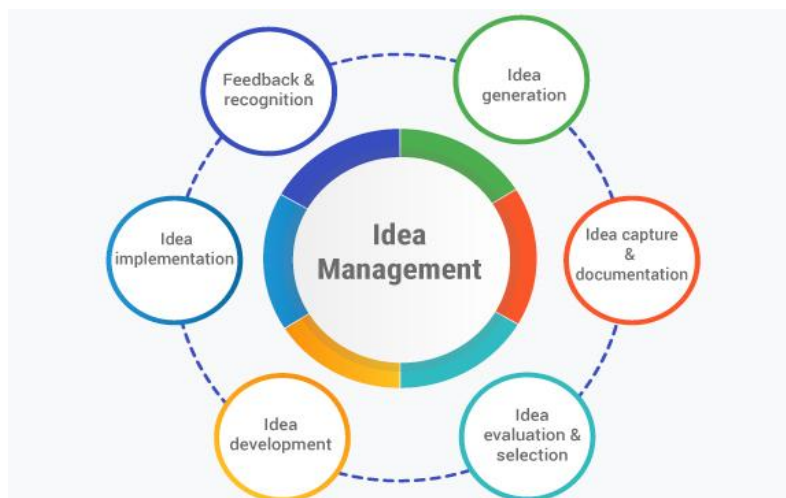 Feedback &
recognition
Idea
generation
Idea
implementation
Idea
Management
Idea capture
&
documentation
Idea
development
Idea
evaluation &
selection